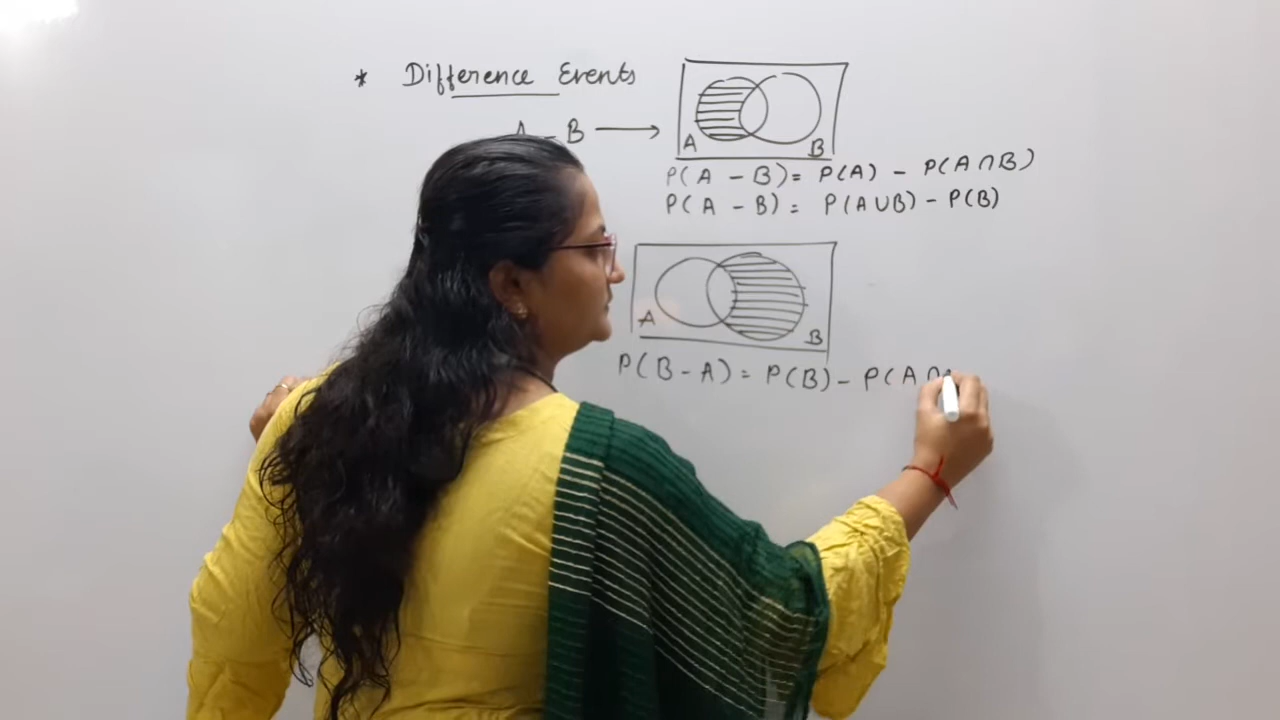 * Difference Events
A - B →
A B
P(A - B) = P(A) - P(A ∩ B)
P(A - B) = P(A ∪ B) - P(B)
A B
P(B - A) = P(B) - P(A ∩